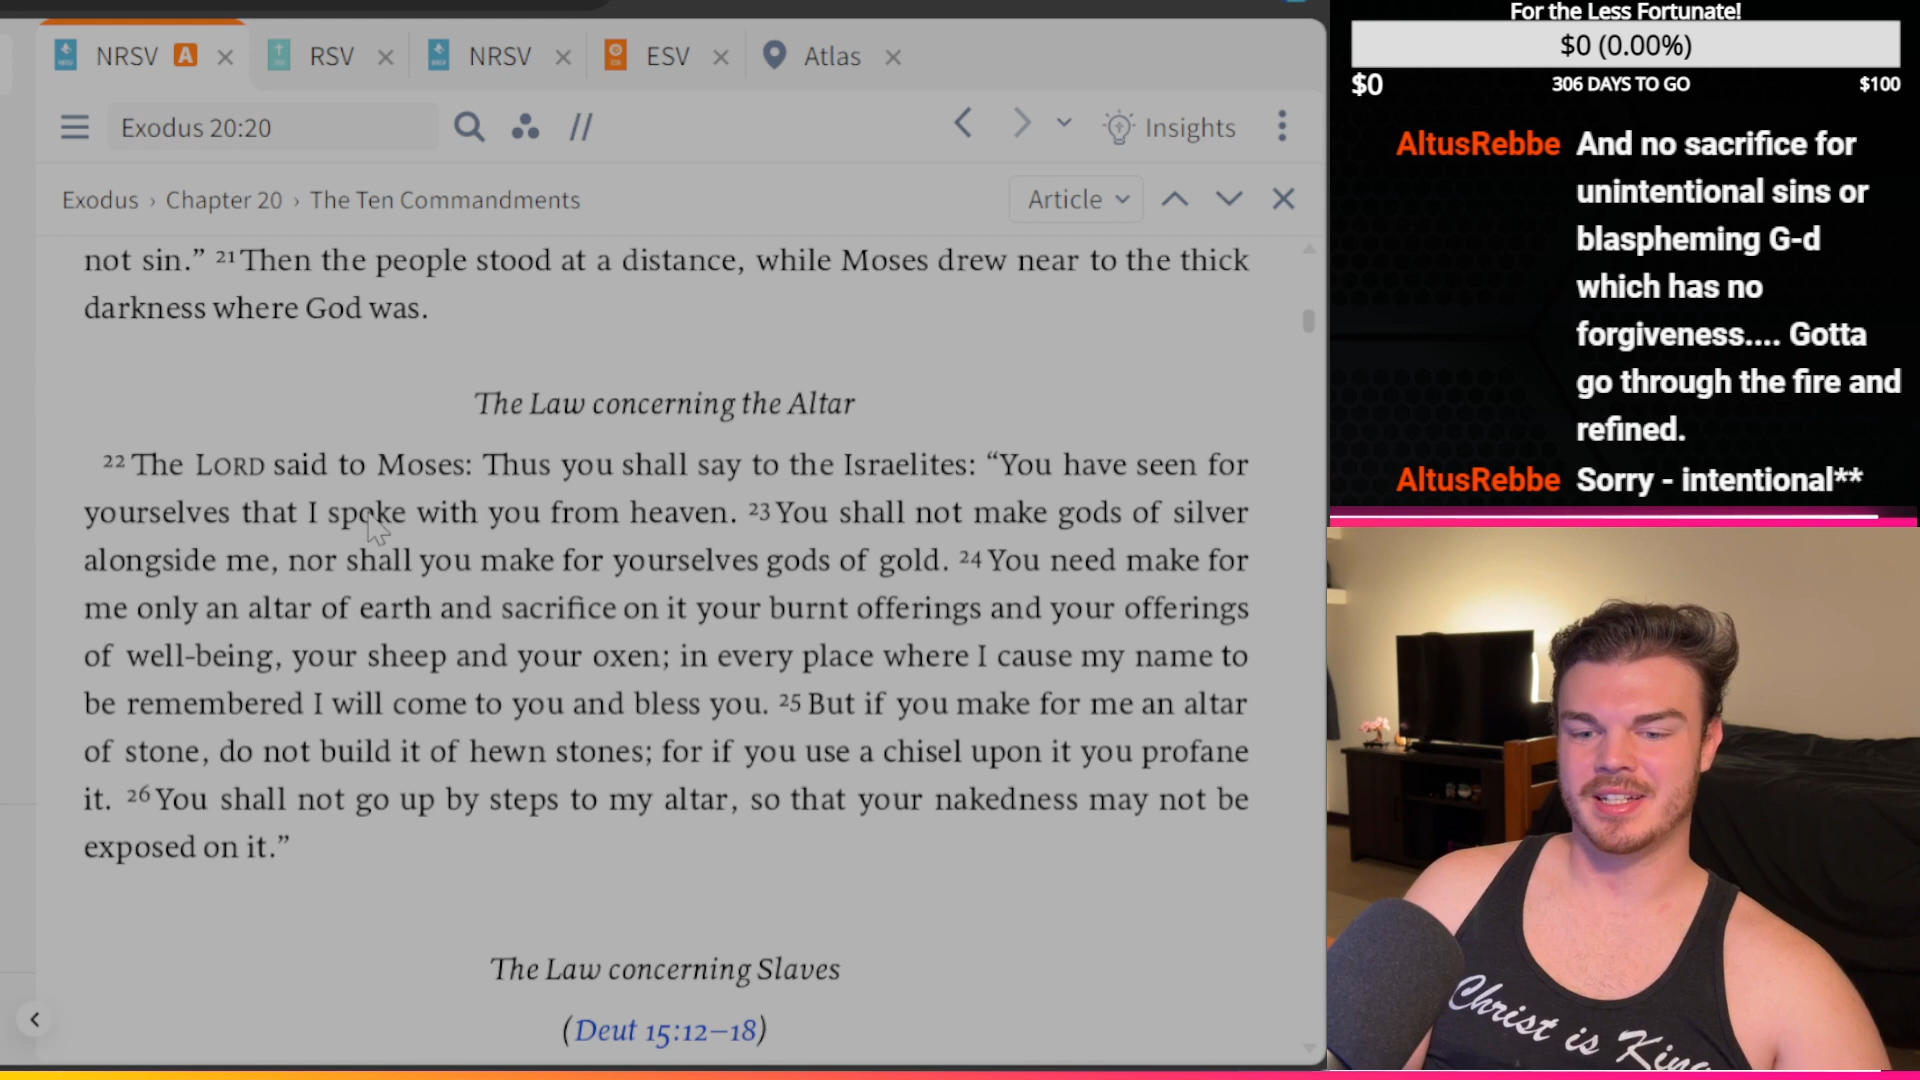 NRSV A RSV NRSV ESV Atlas
Exodus 20:20 // Insights
Exodus › Chapter 20 › The Ten Commandments Article
not sin.” 21 Then the people stood at a distance, while Moses drew near to the thick
darkness where God was.
The Law concerning the Altar
22 The LORD said to Moses: Thus you shall say to the Israelites: “You have seen for
yourselves that I spoke with you from heaven. 23 You shall not make gods of silver
alongside me, nor shall you make for yourselves gods of gold. 24 You need make for
me only an altar of earth and sacrifice on it your burnt offerings and your offerings
of well-being, your sheep and your oxen; in every place where I cause my name to
be remembered I will come to you and bless you. 25 But if you make for me an altar
of stone, do not build it of hewn stones; for if you use a chisel upon it you profane
it. 26 You shall not go up by steps to my altar, so that your nakedness may not be
exposed on it.”
The Law concerning Slaves
(Deut 15:12–18)
For the Less Fortunate!
$0 (0.00%)
$0 306 DAYS TO GO $100
AltusRebbe And no sacrifice for
unintentional sins or
blaspheming G-d
which has no
forgiveness.... Gotta
go through the fire and
refined.
AltusRebbe Sorry - intentional**
Christ is King